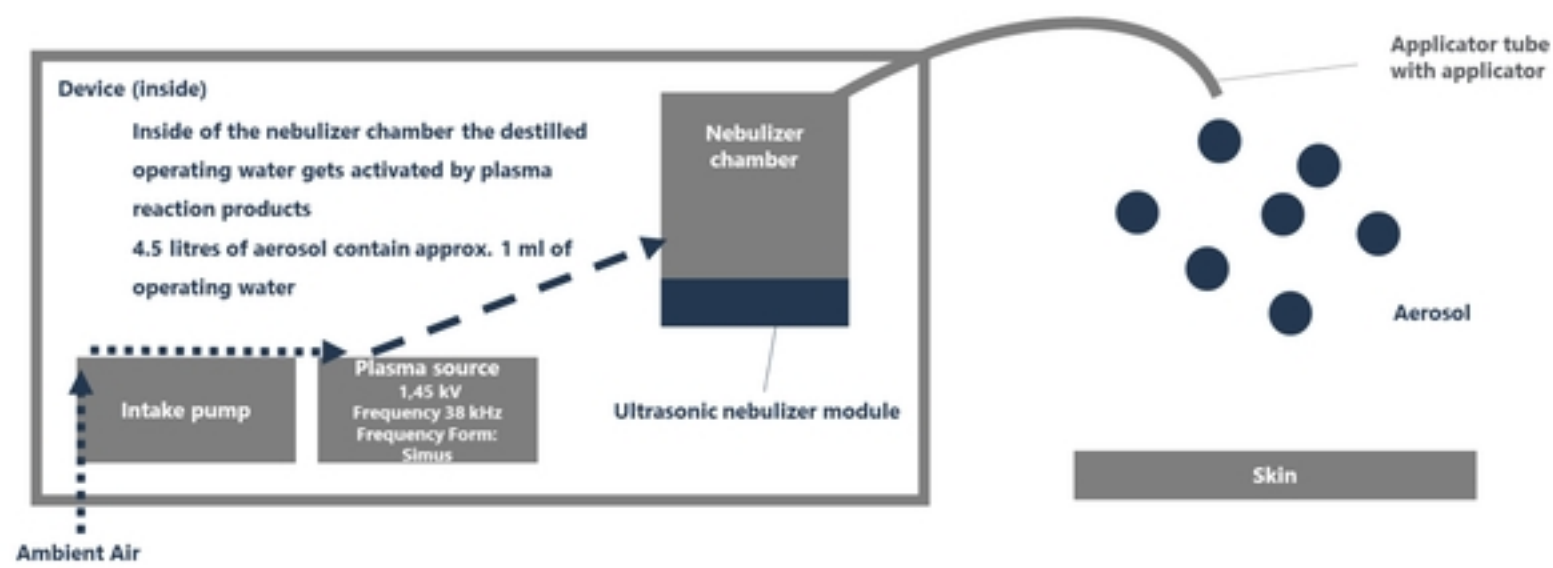 Applicator tube
with applicator
Device (inside)
Inside of the nebulizer chamber the destilled
operating water gets activated by plasma
reaction products
4.5 litres of aerosol contain approx. 1 ml of
operating water
Nebulizer
chamber
Aerosol
Plasma source
1,45 kV
Frequency 38 kHz
Frequency Form:
Simus
Intake pump
Ultrasonic nebulizer module
Skin
Ambient Air